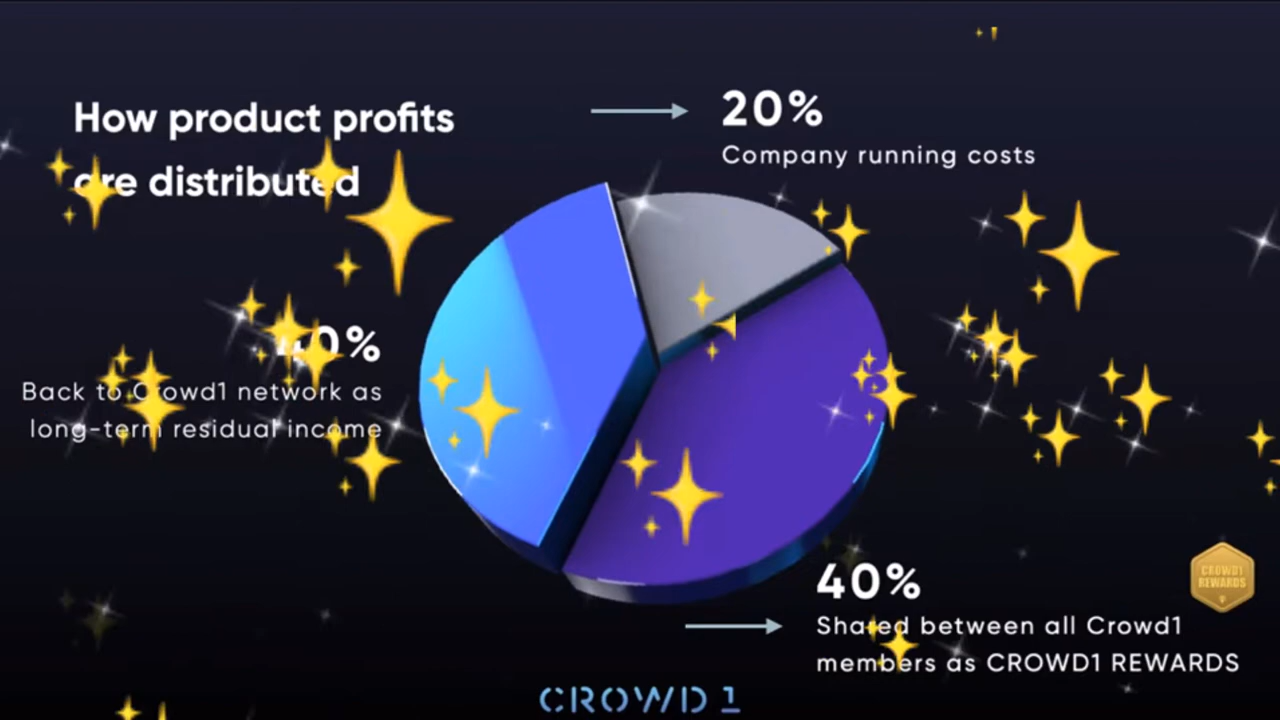 How product profits
are distributed
20%
Company running costs
40%
Back to Crowd1 network as
long-term residual income
40%
Shared between all Crowd1
members as CROWD1 REWARDS
CROWD1
REWARDS
CROWD 1